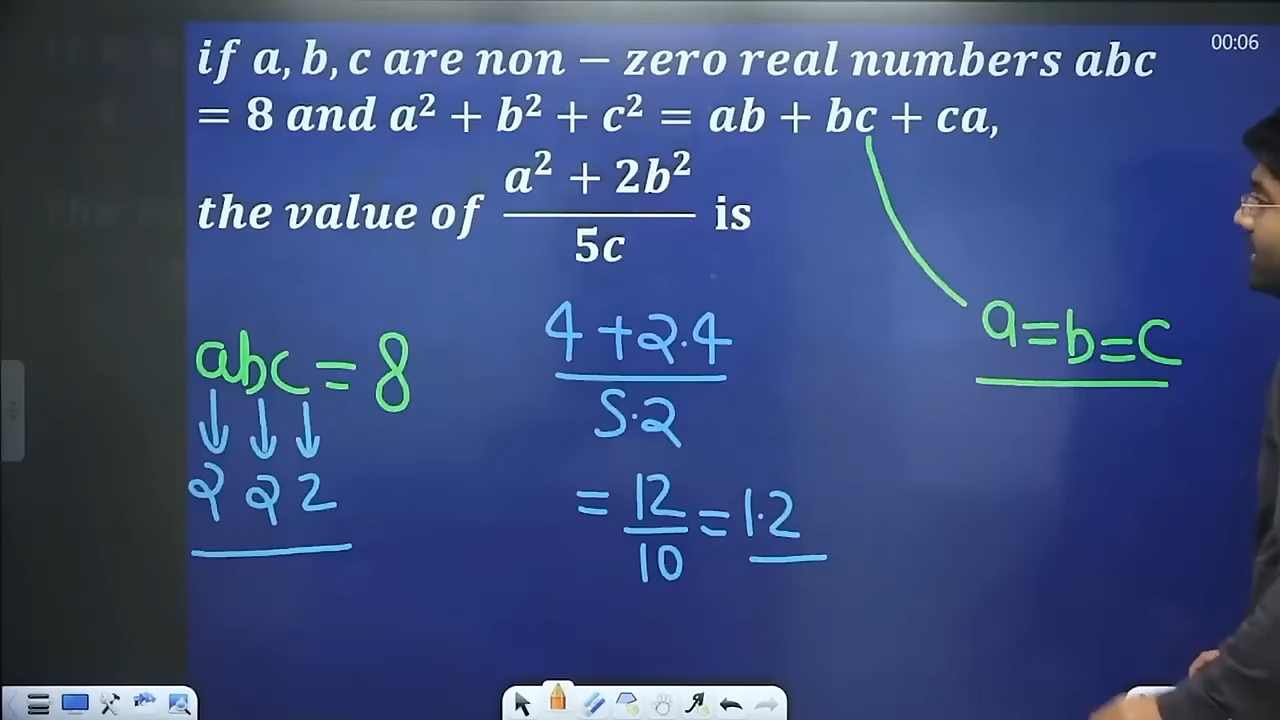 00:06
if a, b, c are non − zero real numbers abc
= 8 and a² + b² + c² = ab + bc + ca,
the value of (a² + 2b²)/5c is
a=b=c
abc = 8
2 2 2
4+2·4
5·2
= 12/10 = 1·2